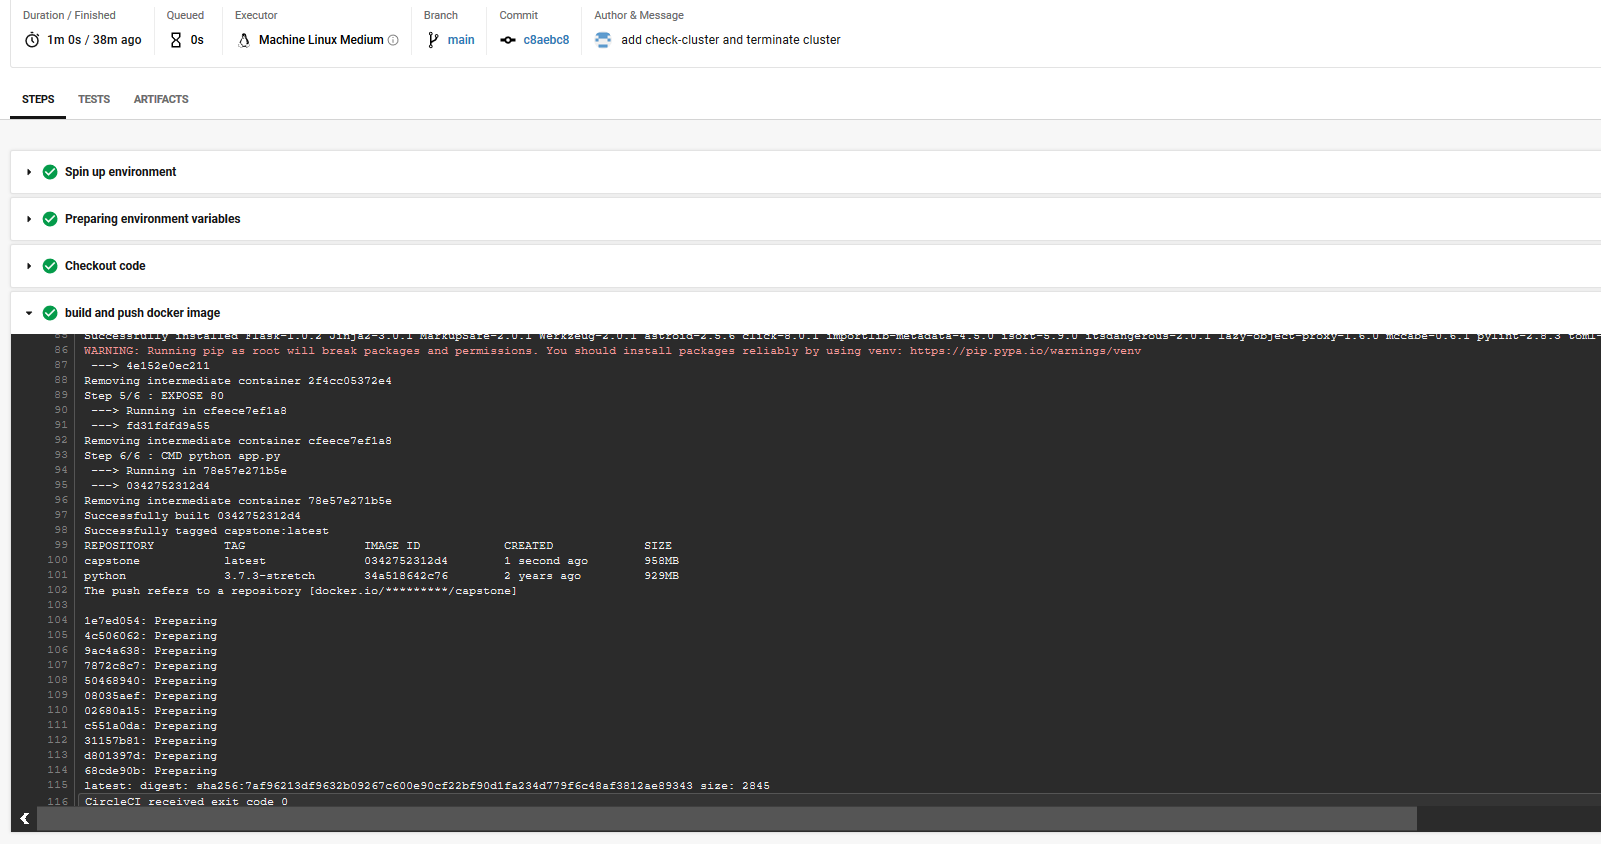 Duration / Finished Queued Executor Branch Commit Author & Message
1m 0s / 38m ago 0s Machine Linux Medium main c8aebc8 add check-cluster and terminate cluster
STEPS TESTS ARTIFACTS
Spin up environment
Preparing environment variables
Checkout code
build and push docker image
85 Successfully installed Flask-1.0.2 Jinja2-3.0.1 MarkupSafe-2.0.1 Werkzeug-2.0.1 astroid-2.5.6 click-8.0.1 importlib-metadata-4.5.0 isort-5.9.0 itsdangerous-2.0.1 lazy-object-proxy-1.6.0 mccabe-0.6.1 pylint-2.8.3 toml-
86 WARNING: Running pip as root will break packages and permissions. You should install packages reliably by using venv: https://pip.pypa.io/warnings/venv
87 ---> 4e152e0ec211
88 Removing intermediate container 2f4cc05372e4
89 Step 5/6 : EXPOSE 80
90 ---> Running in cfeece7ef1a8
91 ---> fd31fdfd9a55
92 Removing intermediate container cfeece7ef1a8
93 Step 6/6 : CMD python app.py
94 ---> Running in 78e57e271b5e
95 ---> 0342752312d4
96 Removing intermediate container 78e57e271b5e
97 Successfully built 0342752312d4
98 Successfully tagged capstone:latest
99 REPOSITORY TAG IMAGE ID CREATED SIZE
100 capstone latest 0342752312d4 1 second ago 958MB
101 python 3.7.3-stretch 34a518642c76 2 years ago 929MB
102 The push refers to a repository [docker.io/*********/capstone]
103
104 1e7ed054: Preparing
105 4c506062: Preparing
106 9ac4a638: Preparing
107 7872c8c7: Preparing
108 50468940: Preparing
109 08035aef: Preparing
110 02680a15: Preparing
111 c551a0da: Preparing
112 31157b81: Preparing
113 d801397d: Preparing
114 68cde90b: Preparing
115 latest: digest: sha256:7af96213df9632b09267c600e90cf22bf90d1fa234d779f6c48af3812ae89343 size: 2845
116 CircleCI received exit code 0